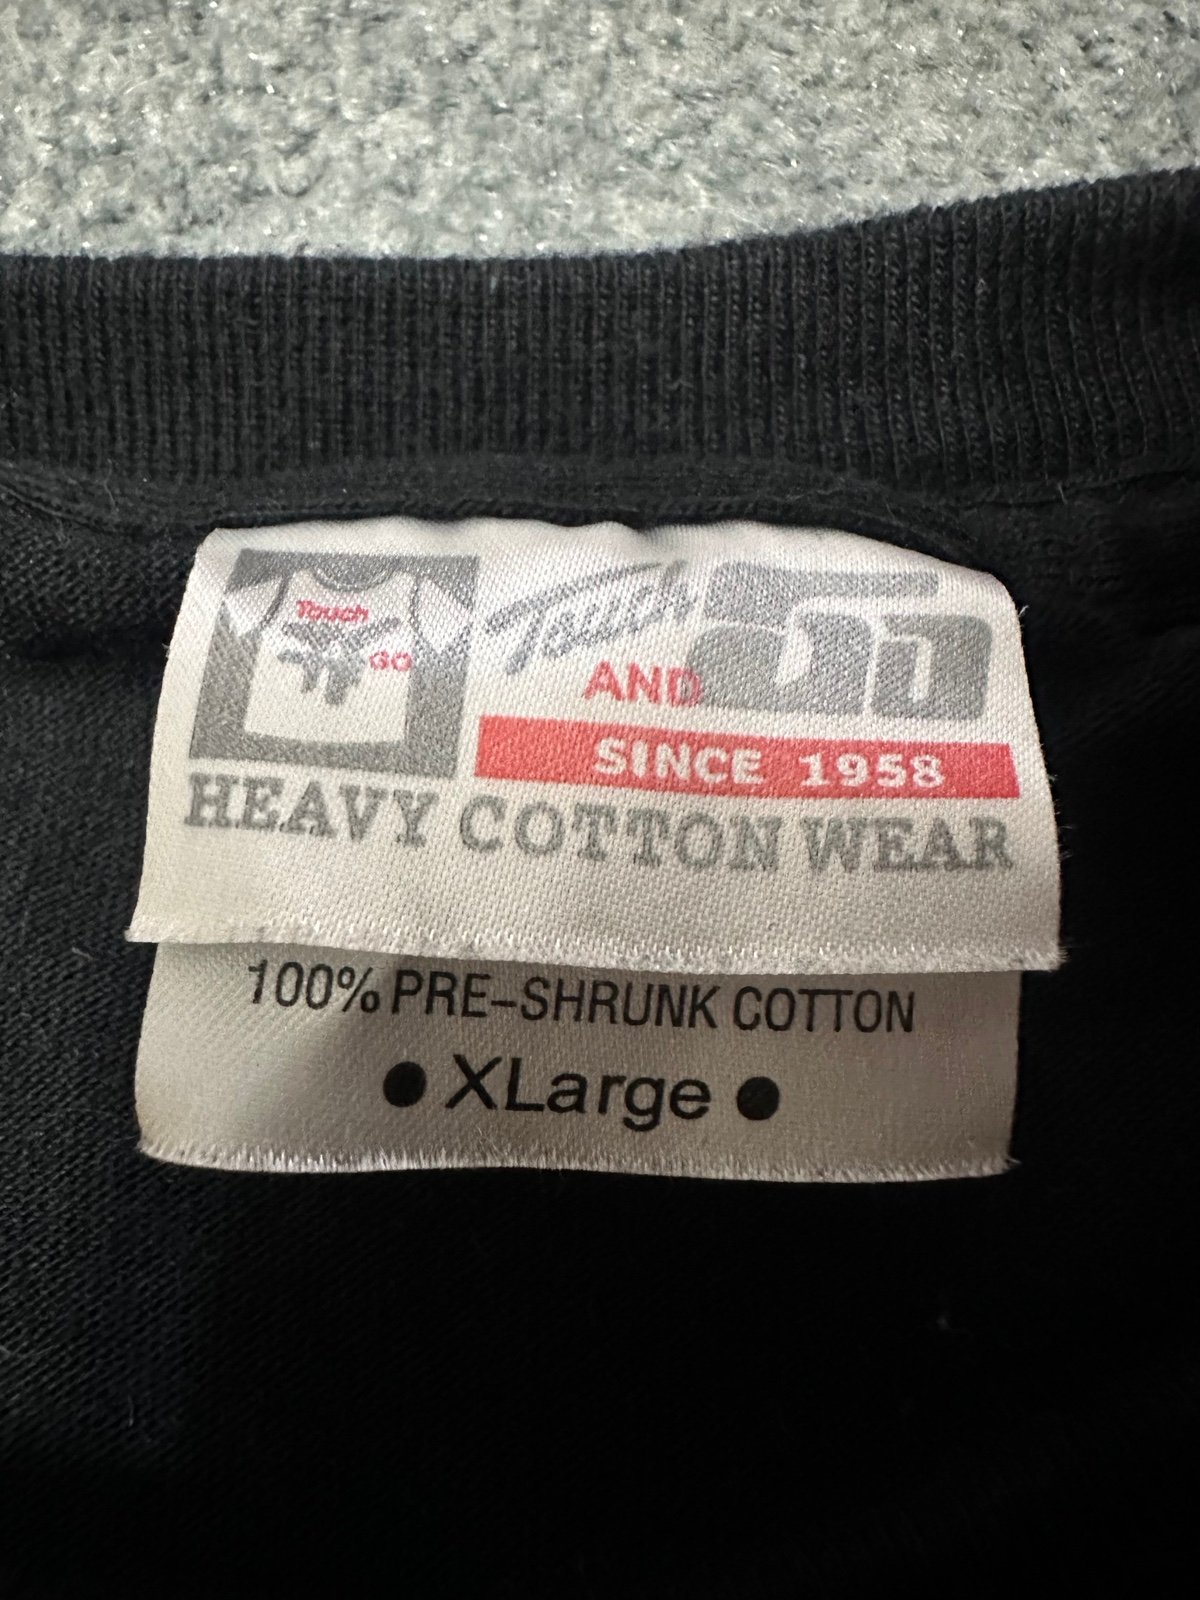 Touch
GO
Touch
AND GO
SINCE 1958
HEAVY COTTON WEAR
100% PRE-SHRUNK COTTON
• XLarge •